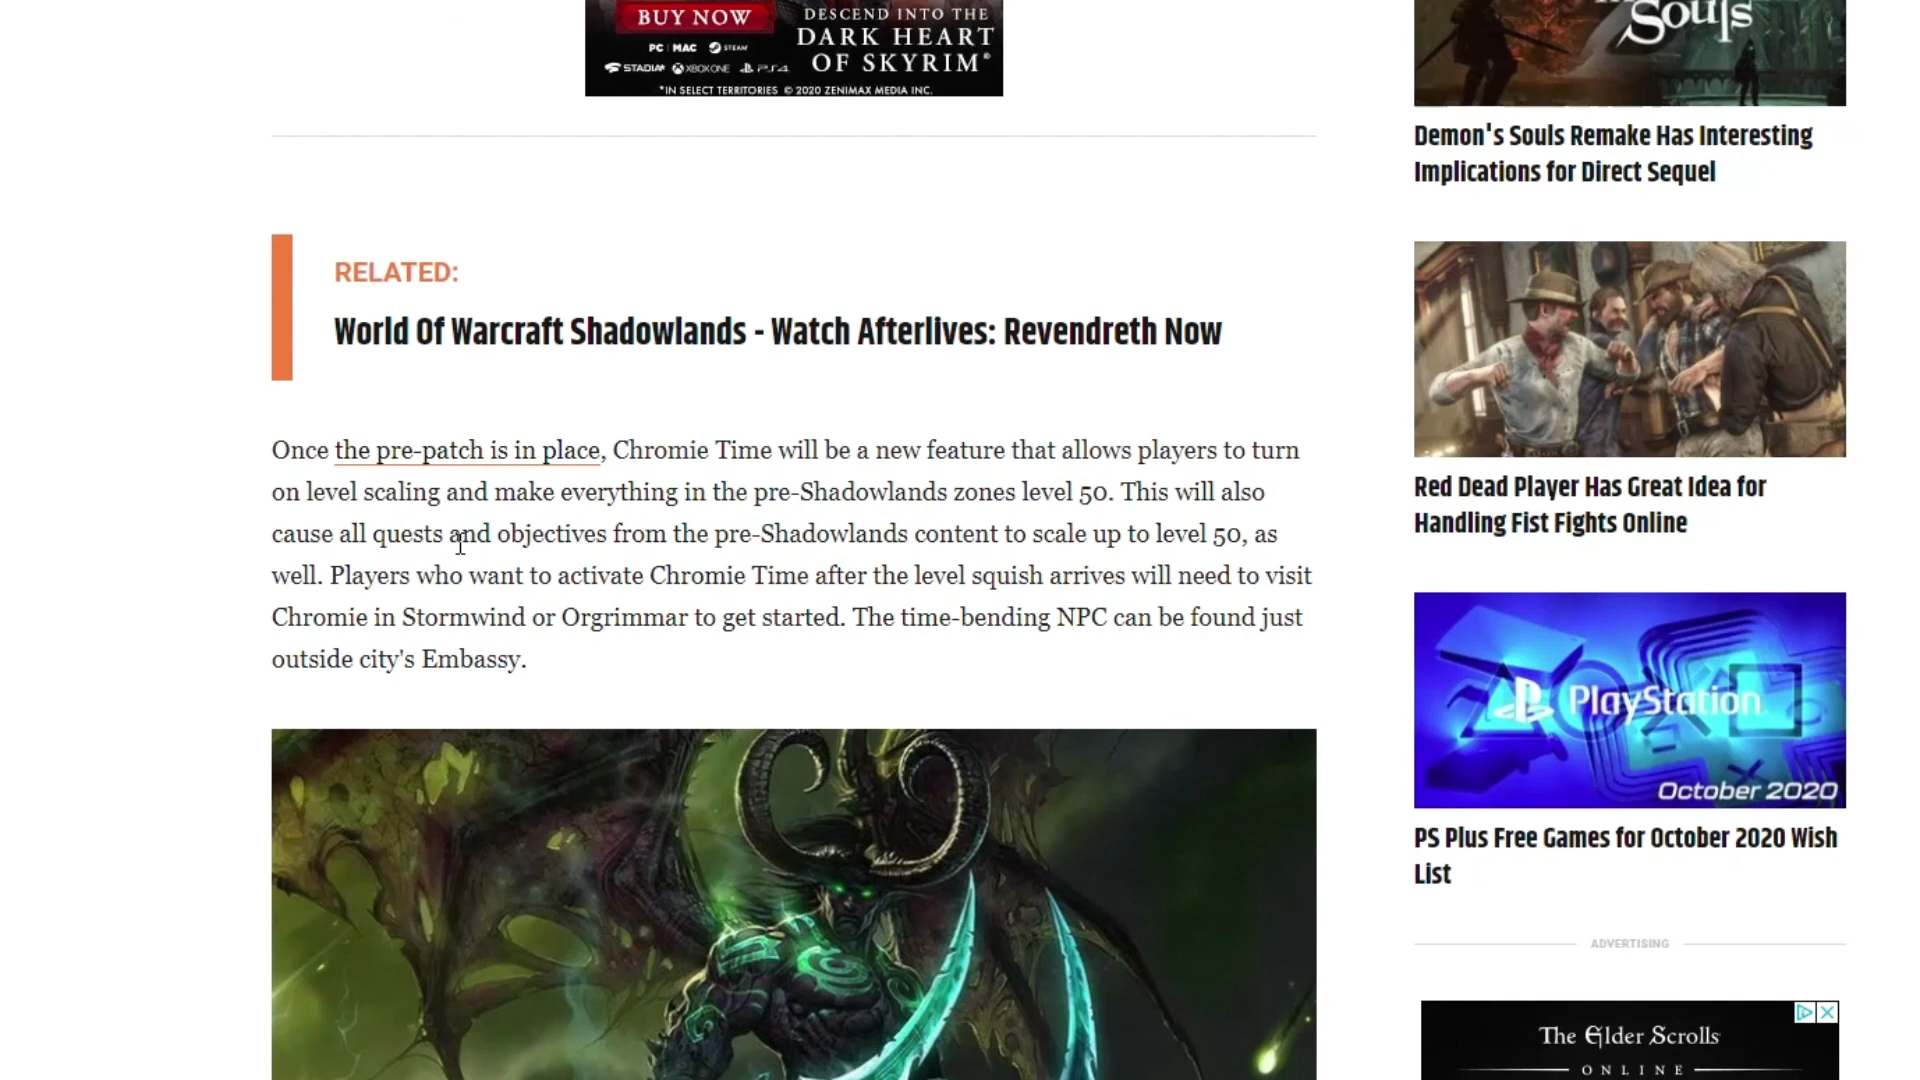 BUY NOW
PC | MAC STEAM
STADIA XBOX ONE PS4
DESCEND INTO THE
DARK HEART
OF SKYRIM*
*IN SELECT TERRITORIES © 2020 ZENIMAX MEDIA INC.
RELATED:
World Of Warcraft Shadowlands - Watch Afterlives: Revendreth Now
Once the pre-patch is in place, Chromie Time will be a new feature that allows players to turn
on level scaling and make everything in the pre-Shadowlands zones level 50. This will also
cause all quests and objectives from the pre-Shadowlands content to scale up to level 50, as
well. Players who want to activate Chromie Time after the level squish arrives will need to visit
Chromie in Stormwind or Orgrimmar to get started. The time-bending NPC can be found just
outside city's Embassy.
Souls
Demon's Souls Remake Has Interesting
Implications for Direct Sequel
Red Dead Player Has Great Idea for
Handling Fist Fights Online
PlayStation
October 2020
PS Plus Free Games for October 2020 Wish
List
ADVERTISING
The Elder Scrolls
ONLINE